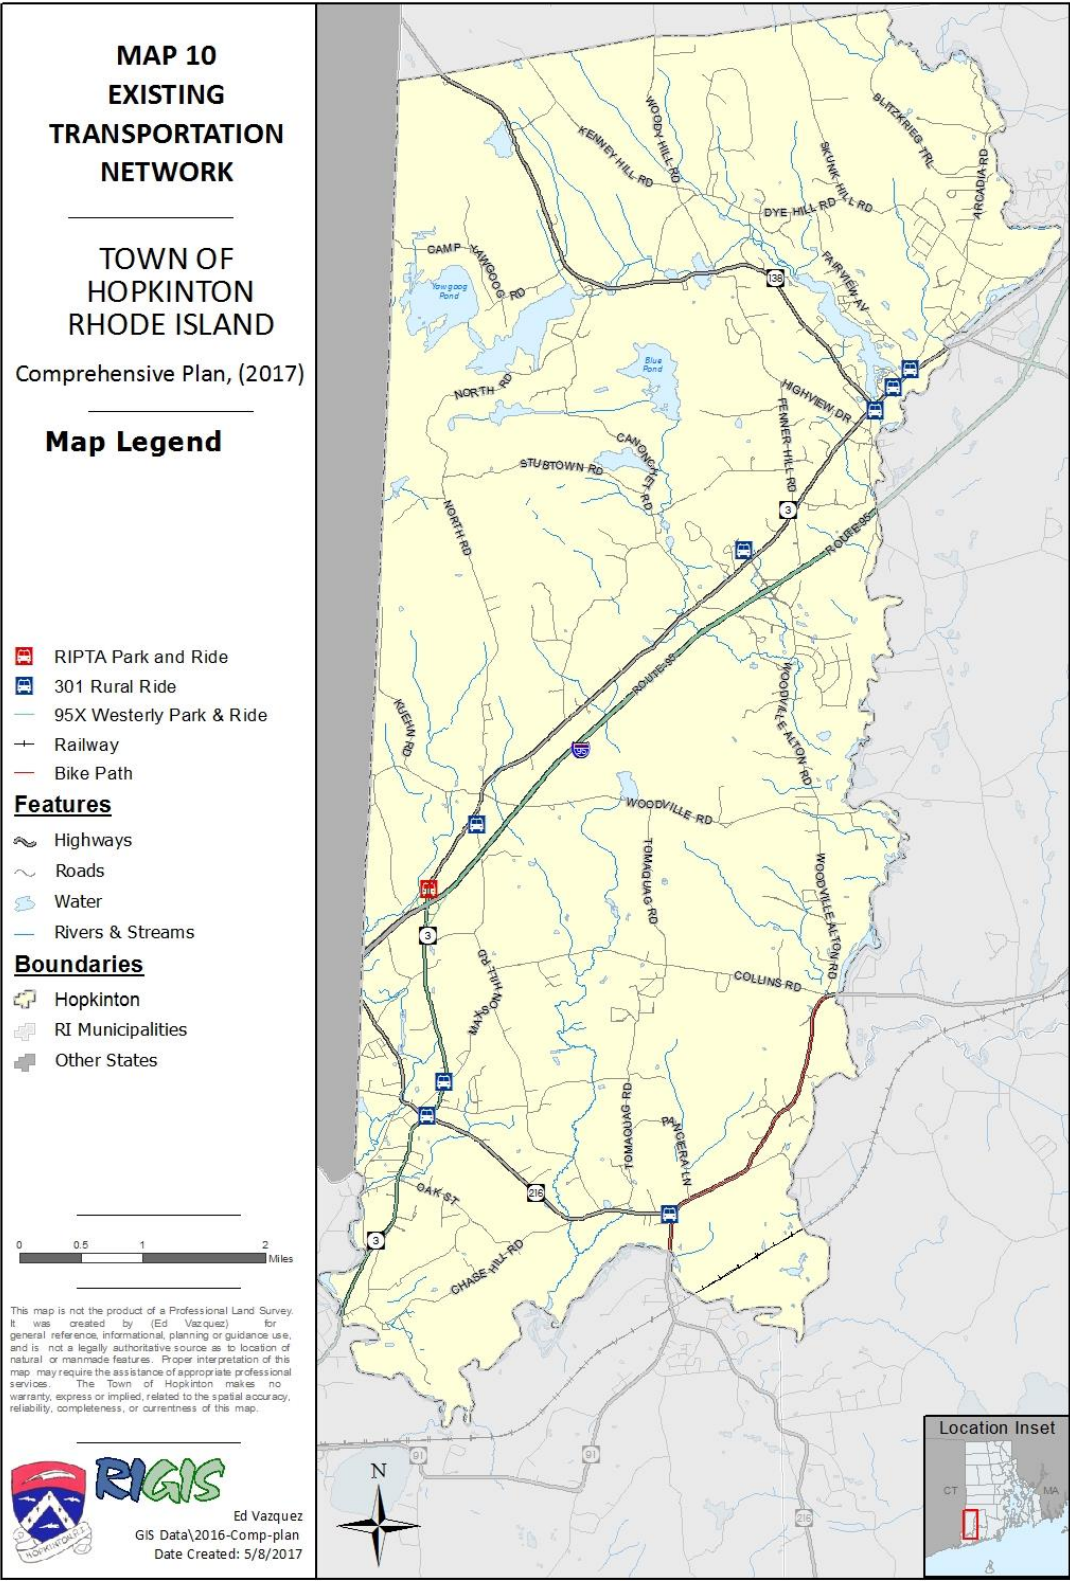 MAP 10
EXISTING
TRANSPORTATION
NETWORK
TOWN OF
HOPKINTON
RHODE ISLAND
Comprehensive Plan, (2017)
Map Legend
RIPTA Park and Ride
301 Rural Ride
95X Westerly Park & Ride
Railway
Bike Path
Features
Highways
Roads
Water
Rivers & Streams
Boundaries
Hopkinton
RI Municipalities
Other States
0 0.5 1 2
Miles
This map is not the product of a Professional Land Survey.
It was created by (Ed Vazquez) for
general reference, informational, planning or guidance use,
and is not a legally authoritative source as to location of
natural or manmade features. Proper interpretation of this
map may require the assistance of appropriate professional
services. The Town of Hopkinton makes no
warranty, express or implied, related to the spatial accuracy,
reliability, completeness, or currentness of this map.
HOPKINTON R.I.
RIGIS
Ed Vazquez
GIS Data\2016-Comp-plan
Date Created: 5/8/2017
BLITZKRIEG TRL
WOODY HILL RD
KENNEY HILL RD
SKUNK HILL RD
ARCADIA RD
DYE HILL RD
CAMP YAWGOOG RD
FAIRVIEW AV
138
Yawgoog
Pond
Blue
Pond
NORTH RD
HIGHVIEW DR
FENNER HILL RD
CANONCHET RD
STUBTOWN RD
NORTH RD
3
ROUTE 95
ROUTE 95
WOODVILLE ALTON RD
KUEHN RD
95
WOODVILLE RD
TOMAQUAG RD
WOODVILLE ALTON RD
3
MAXSON HILL RD
COLLINS RD
TOMAQUAG RD
PANCIERA LN
OAK ST
216
3
CHASE HILL RD
91
91
216
N
Location Inset
CT
MA